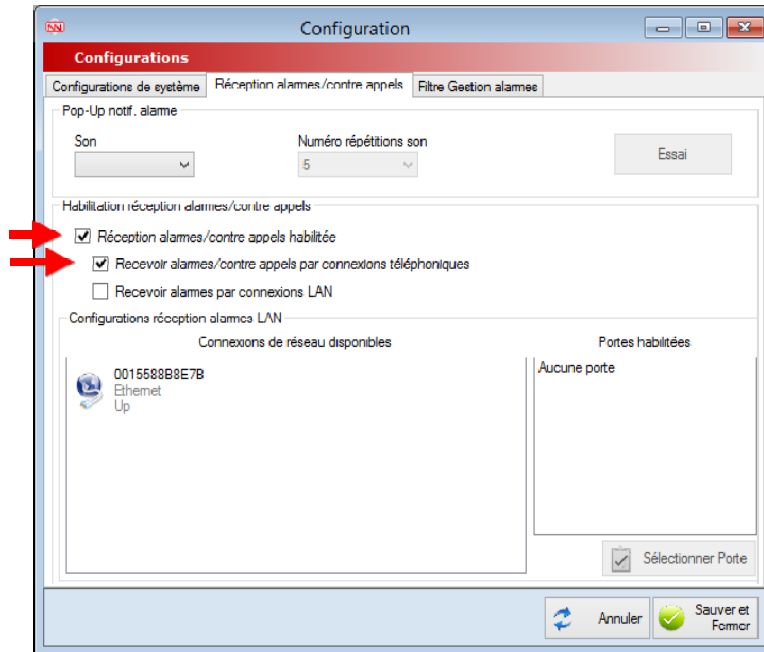 Configuration
Configurations
Configurations de système
Réception alarmes/contre appels
Filtre Gestion alarmes
Pop-Up notif. alarme
Son
Numéro répétitions son
5
Essai
Habilitation réception alarmes/contre appels
Réception alarmes/contre appels habilitée
Recevoir alarmes/contre appels par connexions téléphoniques
Recevoir alarmes par connexions LAN
Configurations réception alarmes LAN
Connexions de réseau disponibles
Portes habilitées
0015588B8E7B
Ethernet
Up
Aucune porte
Sélectionner Porte
Annuler
Sauver et
Fermer